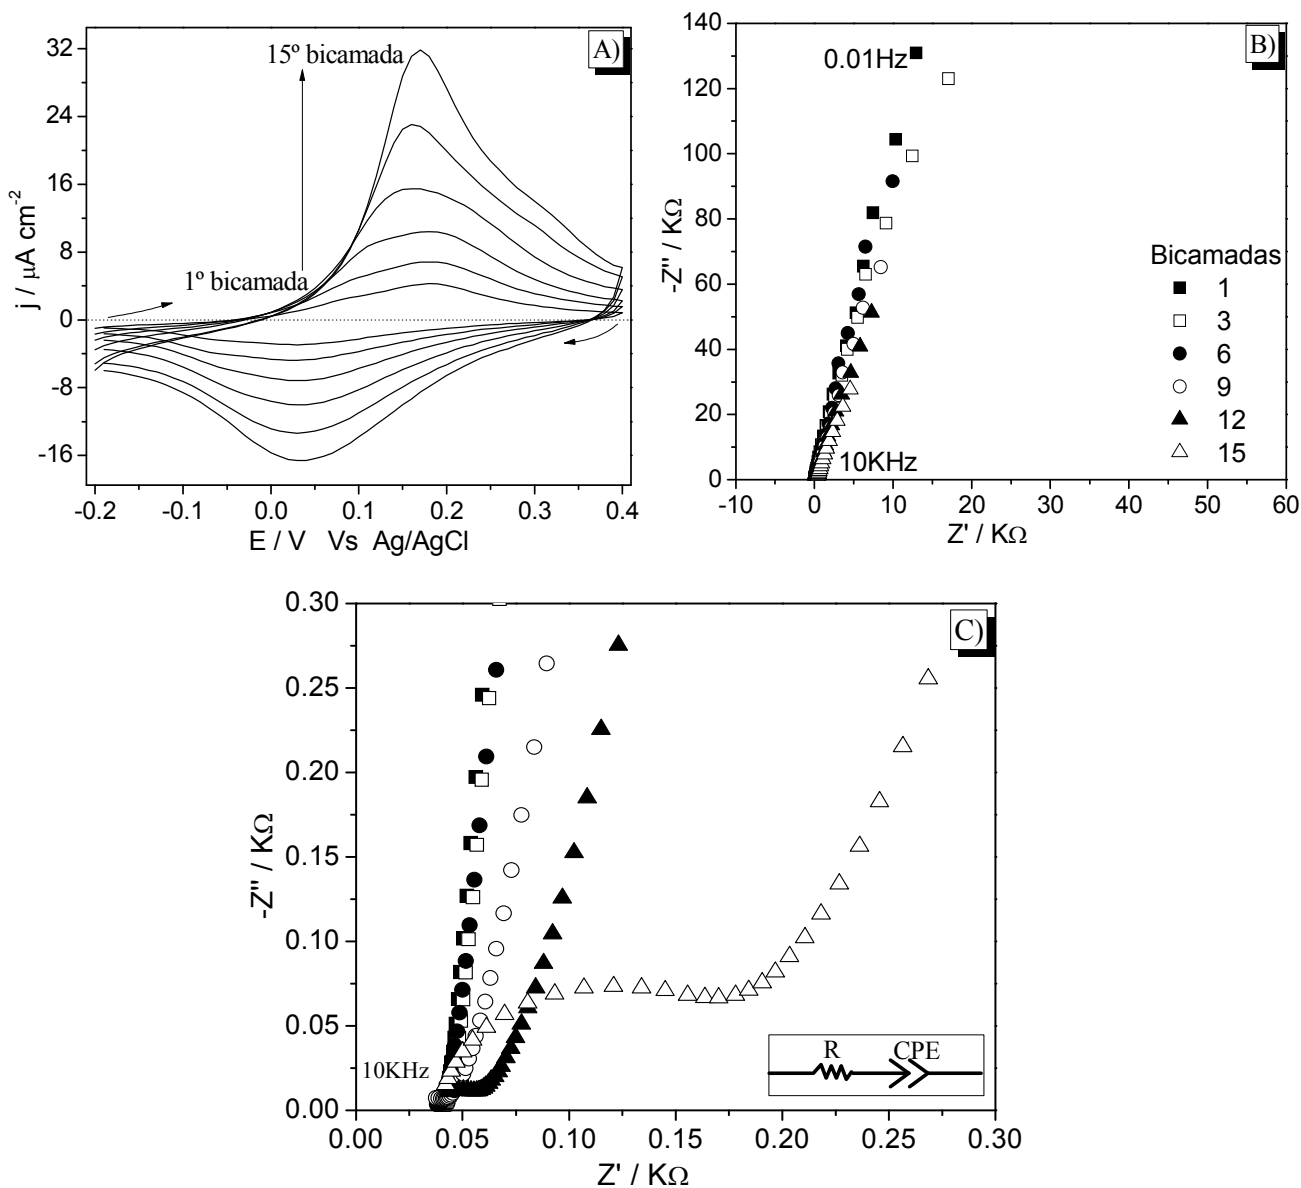 A)
15º bicamada
1º bicamada
j / μA cm-2
32
24
16
8
0
-8
-16
-0.2 -0.1 0.0 0.1 0.2 0.3 0.4
E / V Vs Ag/AgCl
B)
0.01Hz
10KHz
-Z'' / KΩ
140
120
100
80
60
40
20
0
-10 0 10 20 30 40 50 60
Z' / KΩ
Bicamadas
1
3
6
9
12
15
C)
10KHz
-Z'' / KΩ
0.30
0.25
0.20
0.15
0.10
0.05
0.00
0.00 0.05 0.10 0.15 0.20 0.25 0.30
Z' / KΩ
R CPE